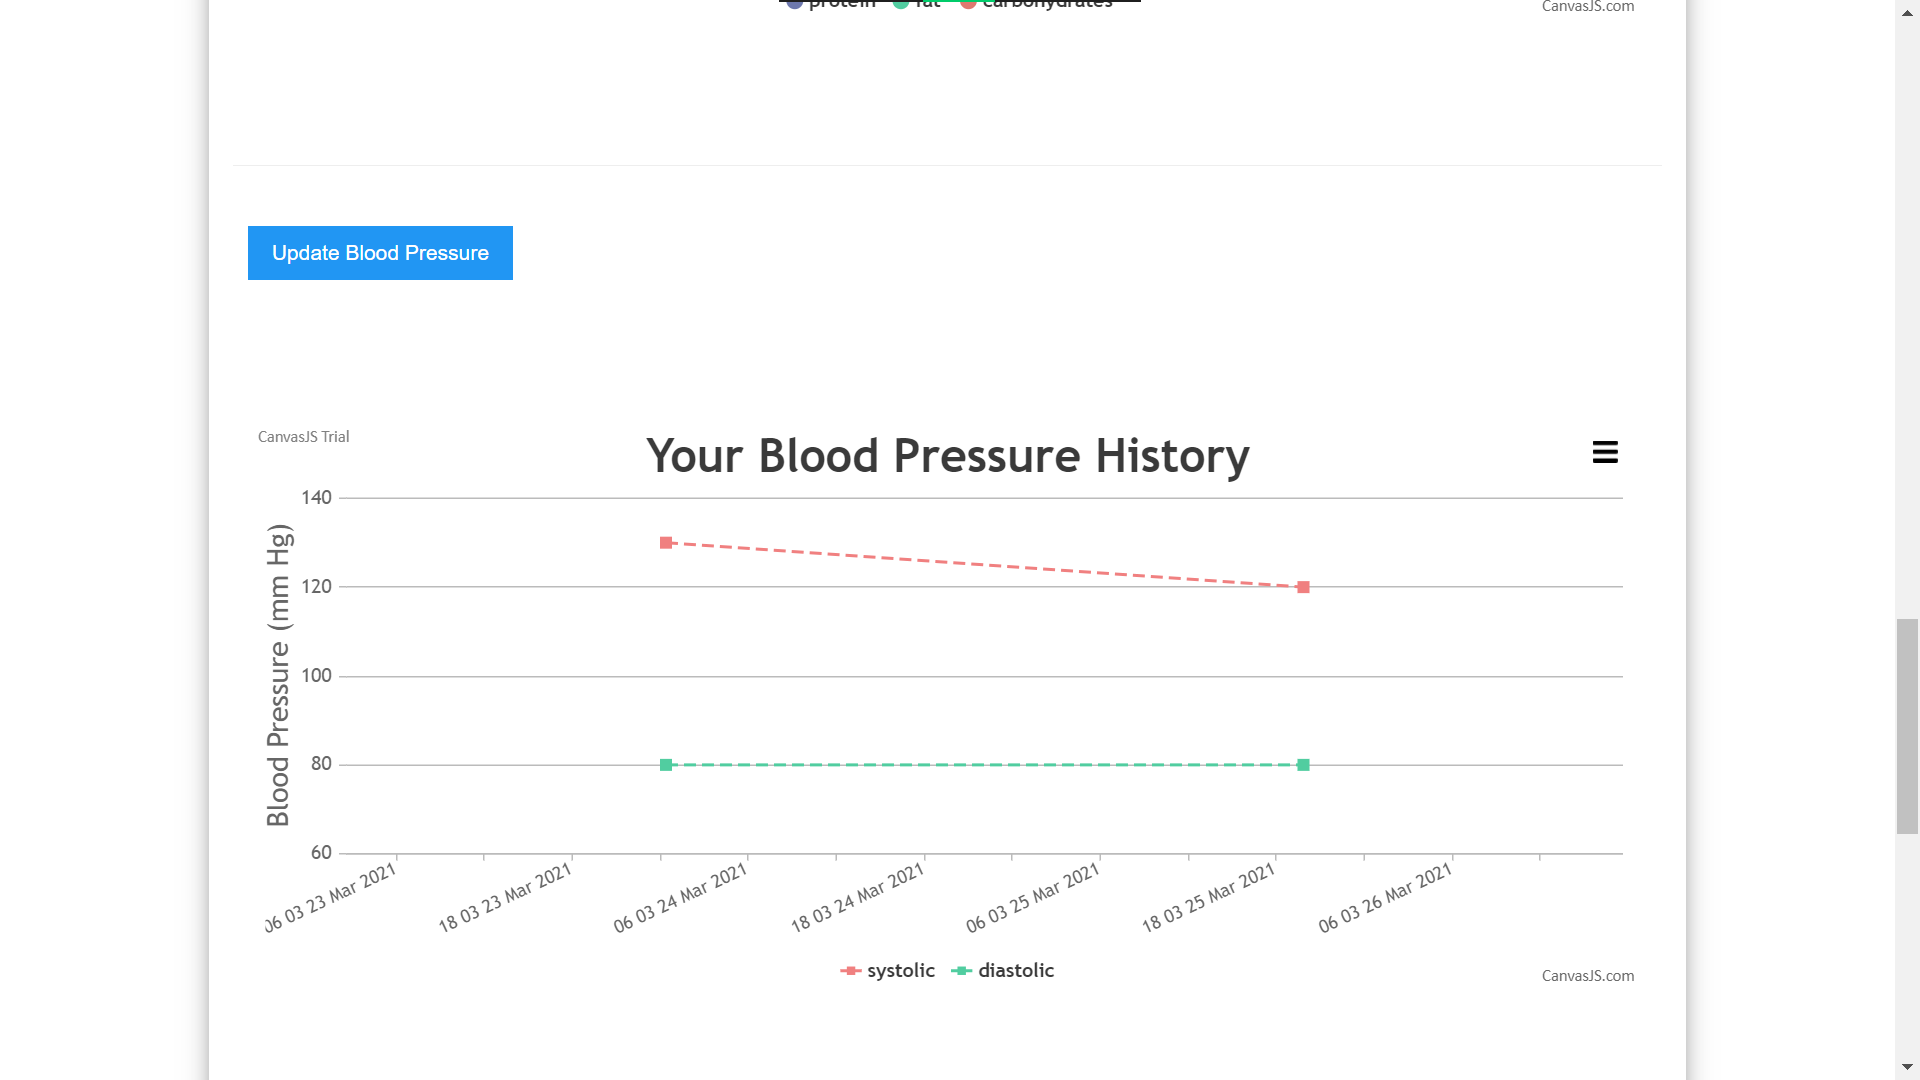 protein fat carbohydrates
CanvasJS.com
Update Blood Pressure
CanvasJS Trial
Your Blood Pressure History
140
120
100
80
60
Blood Pressure (mm Hg)
06 03 23 Mar 2021
18 03 23 Mar 2021
06 03 24 Mar 2021
18 03 24 Mar 2021
06 03 25 Mar 2021
18 03 25 Mar 2021
06 03 26 Mar 2021
systolic diastolic
CanvasJS.com